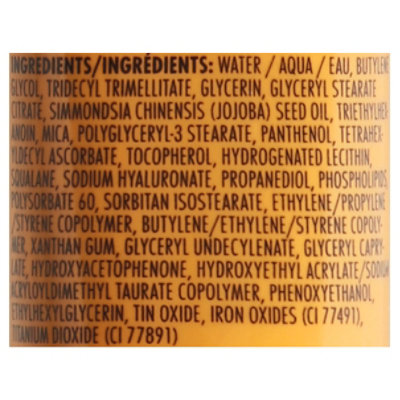 INGREDIENTS/INGRÉDIENTS: WATER / AQUA / EAU, BUTYLENE
GLYCOL, TRIDECYL TRIMELLITATE, GLYCERIN, GLYCERYL STEARATE
CITRATE, SIMMONDSIA CHINENSIS (JOJOBA) SEED OIL, TRIETHYLHEX-
ANOIN, MICA, POLYGLYCERYL-3 STEARATE, PANTHENOL, TETRAHEX-
YLDECYL ASCORBATE, TOCOPHEROL, HYDROGENATED LECITHIN,
SQUALANE, SODIUM HYALURONATE, PROPANEDIOL, PHOSPHOLIPIDS,
POLYSORBATE 60, SORBITAN ISOSTEARATE, ETHYLENE/PROPYLENE
/STYRENE COPOLYMER, BUTYLENE/ETHYLENE/STYRENE COPOLY-
MER, XANTHAN GUM, GLYCERYL UNDECYLENATE, GLYCERYL CAPRY-
LATE, HYDROXYACETOPHENONE, HYDROXYETHYL ACRYLATE/SODIUM
ACRYLOYLDIMETHYL TAURATE COPOLYMER, PHENOXYETHANOL,
ETHYLHEXYLGLYCERIN, TIN OXIDE, IRON OXIDES (CI 77491),
TITANIUM DIOXIDE (CI 77891)